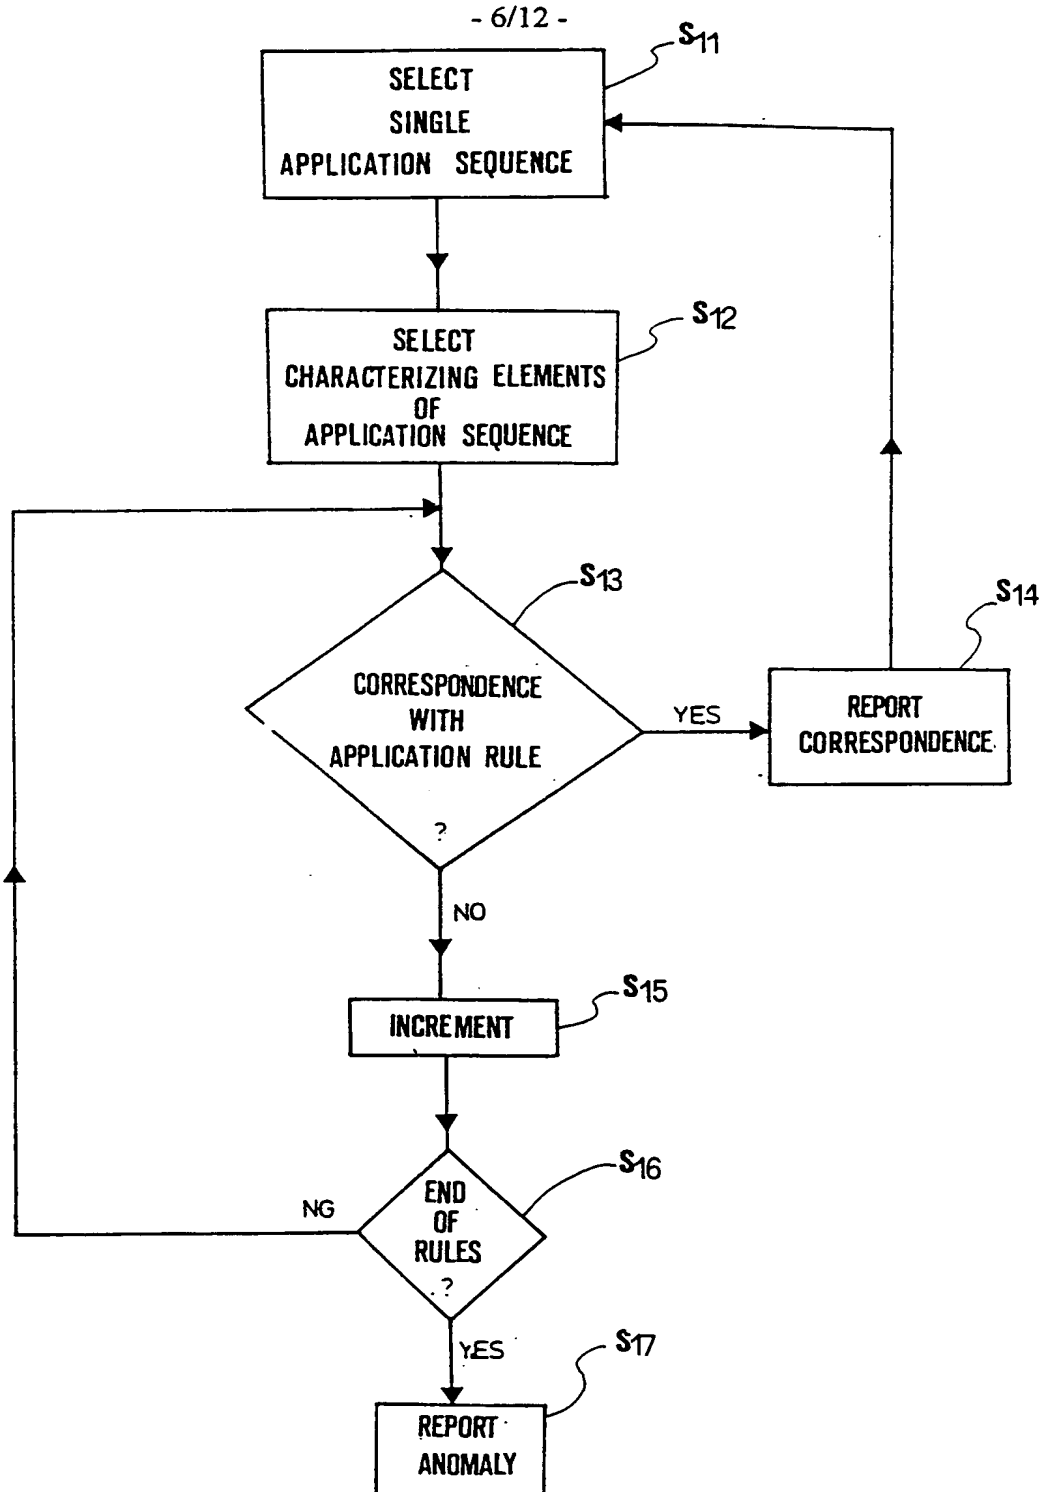 - 6/12 -
S11
SELECT
SINGLE
APPLICATION SEQUENCE
S12
SELECT
CHARACTERIZING ELEMENTS
OF
APPLICATION SEQUENCE
S13
CORRESPONDENCE
WITH
APPLICATION RULE
?
YES
S14
REPORT
CORRESPONDENCE
NO
S15
INCREMENT
S16
END
OF
RULES
?
NG
YES
S17
REPORT
ANOMALY